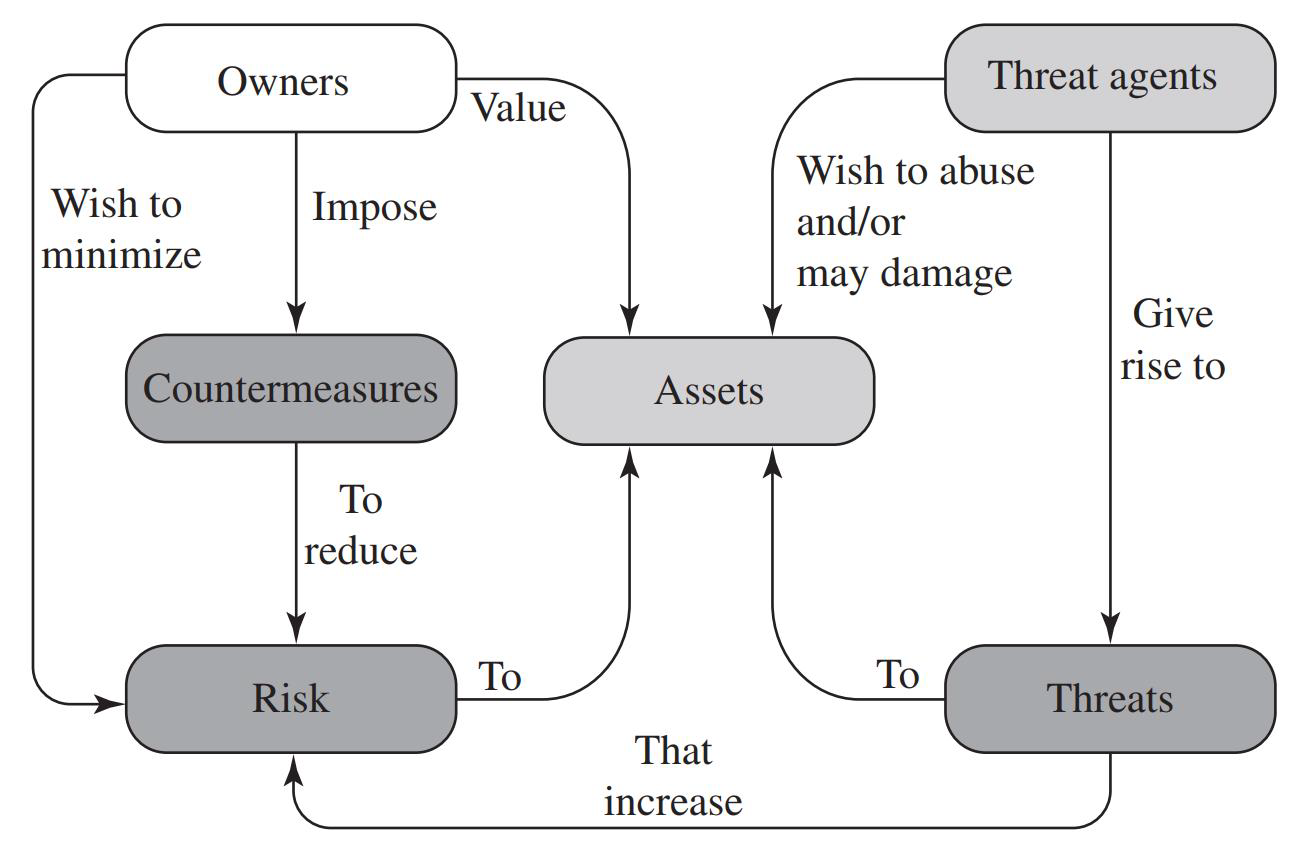 Owners
Threat agents
Value
Wish to abuse
and/or
may damage
Wish to
minimize
Impose
Give
rise to
Countermeasures
Assets
To
reduce
Risk
To
To
Threats
That
increase